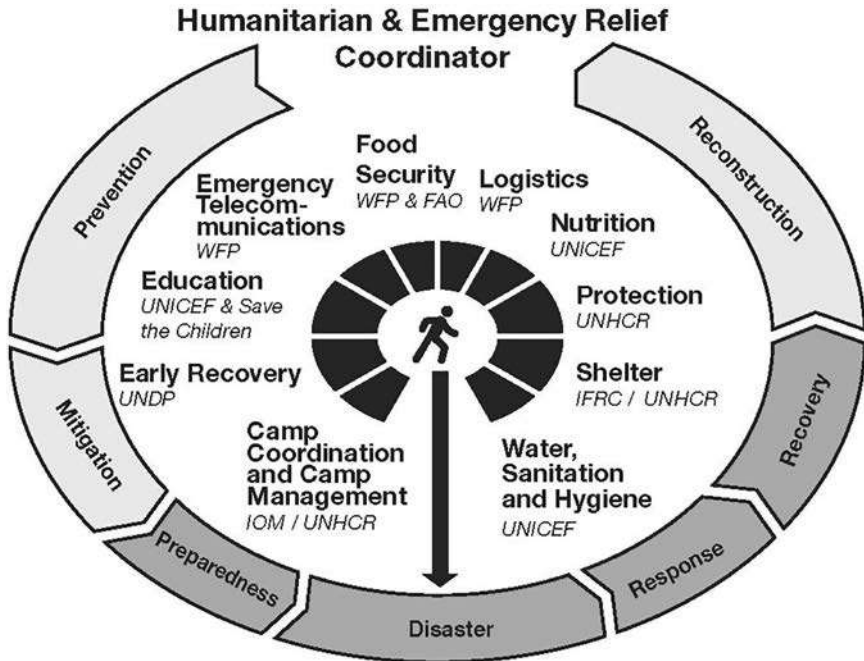 Humanitarian & Emergency Relief
Coordinator
Prevention
Mitigation
Preparedness
Disaster
Response
Recovery
Reconstruction
Food
Security
WFP & FAO
Logistics
WFP
Nutrition
UNICEF
Protection
UNHCR
Shelter
IFRC / UNHCR
Water,
Sanitation
and Hygiene
UNICEF
Camp
Coordination
and Camp
Management
IOM / UNHCR
Early Recovery
UNDP
Education
UNICEF & Save
the Children
Emergency
Telecom-
munications
WFP